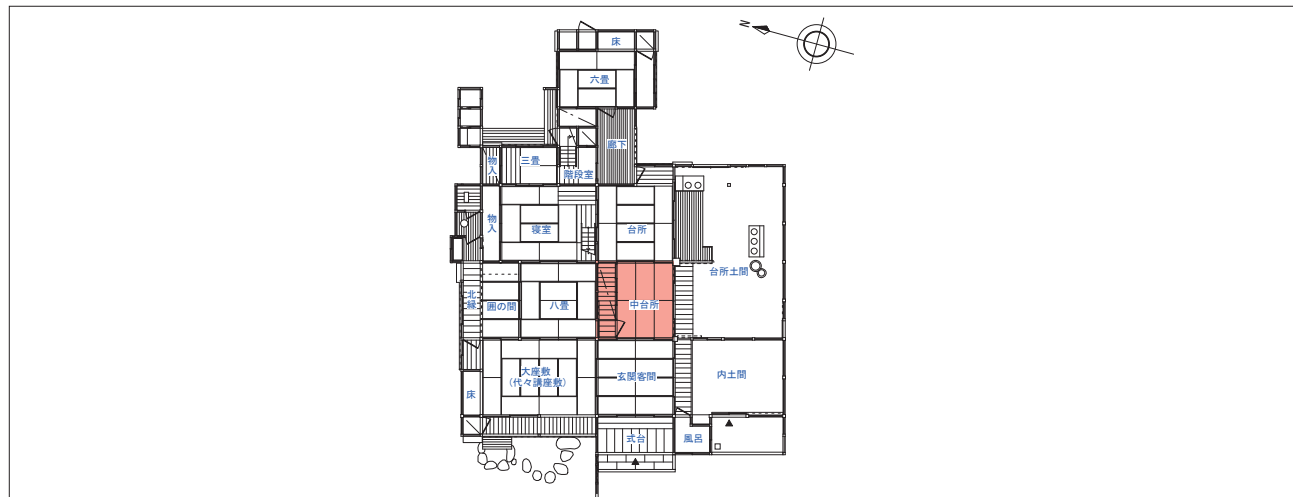 N
床
六畳
廊下
物入
三畳
階段室
物入
寝室
台所
台所土間
北縁
囲の間
八畳
中台所
大座敷
(代々講座敷)
玄関客間
内土間
床
式台
風呂